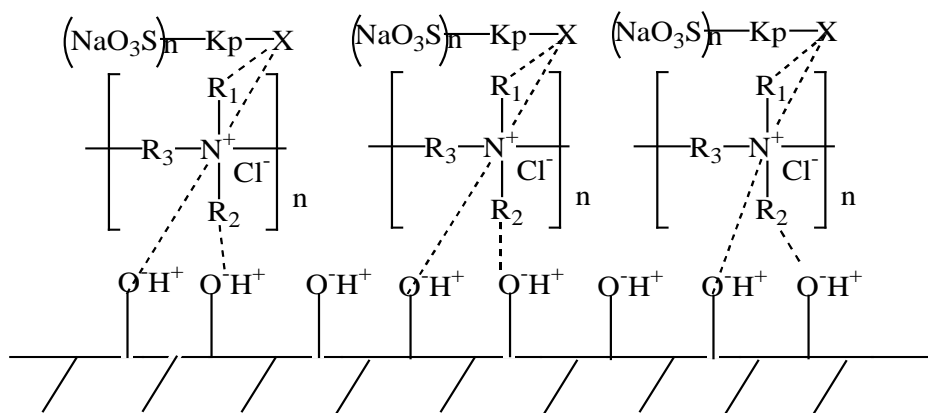 (NaO₃S)n Kp X (NaO₃S)n Kp X (NaO₃S)n Kp X
R₁ R₁ R₁
R₃ N⁺ R₃ N⁺ R₃ N⁺
Cl⁻ Cl⁻ Cl⁻
n n n
R₂ R₂ R₂
O⁻H⁺ O⁻H⁺ O⁻H⁺ O⁻H⁺ O⁻H⁺ O⁻H⁺ O⁻H⁺ O⁻H⁺